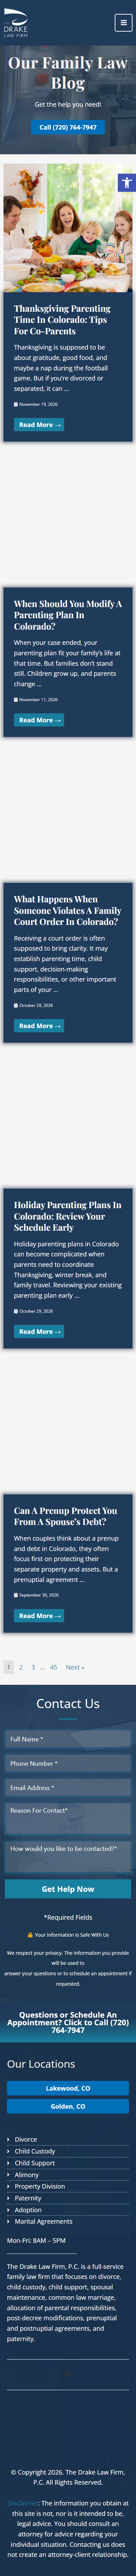 DRAKE
LAW FIRM
Our Family Law
Blog
Get the help you need!
Call (720) 764-7947
Thanksgiving Parenting
Time In Colorado: Tips
For Co-Parents
Thanksgiving is supposed to be
about gratitude, good food, and
maybe a nap during the football
game. But if you’re divorced or
separated, it can ...
November 19, 2026
Read More →
When Should You Modify A
Parenting Plan In
Colorado?
When your case ended, your
parenting plan fit your family’s life at
that time. But families don’t stand
still. Children grow up, and parents
change ...
November 11, 2026
Read More →
What Happens When
Someone Violates A Family
Court Order In Colorado?
Receiving a court order is often
supposed to bring clarity. It may
establish parenting time, child
support, decision-making
responsibilities, or other important
parts of your ...
October 29, 2026
Read More →
Holiday Parenting Plans In
Colorado: Review Your
Schedule Early
Holiday parenting plans in Colorado
can become complicated when
parents need to coordinate
Thanksgiving, winter break, and
family travel. Reviewing your existing
parenting plan early ...
October 29, 2026
Read More →
Can A Prenup Protect You
From A Spouse’s Debt?
When couples think about a prenup
and debt in Colorado, they often
focus first on protecting their
separate property and assets. But a
prenuptial agreement ...
September 30, 2026
Read More →
1 2 3 ... 45 Next »
Contact Us
Full Name *
Phone Number *
Email Address *
Reason For Contact*
How would you like to be contacted?*
Get Help Now
*Required Fields
Your Information Is Safe With Us
We respect your privacy. The information you provide
will be used to
answer your questions or to schedule an appointment if
requested.
Questions or Schedule An
Appointment? Click to Call (720)
764-7947
Our Locations
Lakewood, CO
Golden, CO
Divorce
Child Custody
Child Support
Alimony
Property Division
Paternity
Adoption
Marital Agreements
Mon-Fri: 8AM – 5PM
The Drake Law Firm, P.C. is a full-service
family law firm that focuses on divorce,
child custody, child support, spousal
maintenance, common law marriage,
allocation of parental responsibilities,
post-decree modifications, prenuptial
and postnuptial agreements, and
paternity.
© Copyright 2026. The Drake Law Firm,
P.C. All Rights Reserved.
Disclaimer: The information you obtain at
this site is not, nor is it intended to be,
legal advice. You should consult an
attorney for advice regarding your
individual situation. Contacting us does
not create an attorney-client relationship.